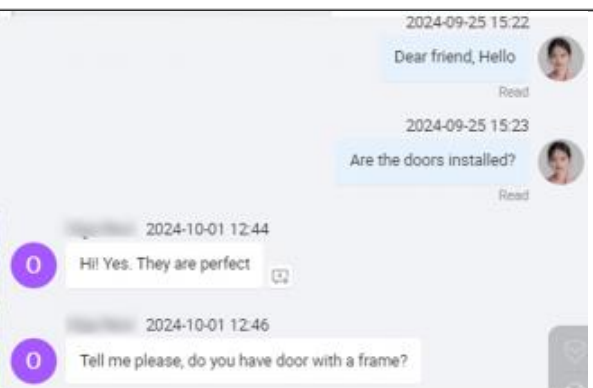 2024-09-25 15:22
Dear friend, Hello
Read
2024-09-25 15:23
Are the doors installed?
Read
2024-10-01 12:44
O
Hi! Yes. They are perfect
2024-10-01 12:46
O
Tell me please, do you have door with a frame?